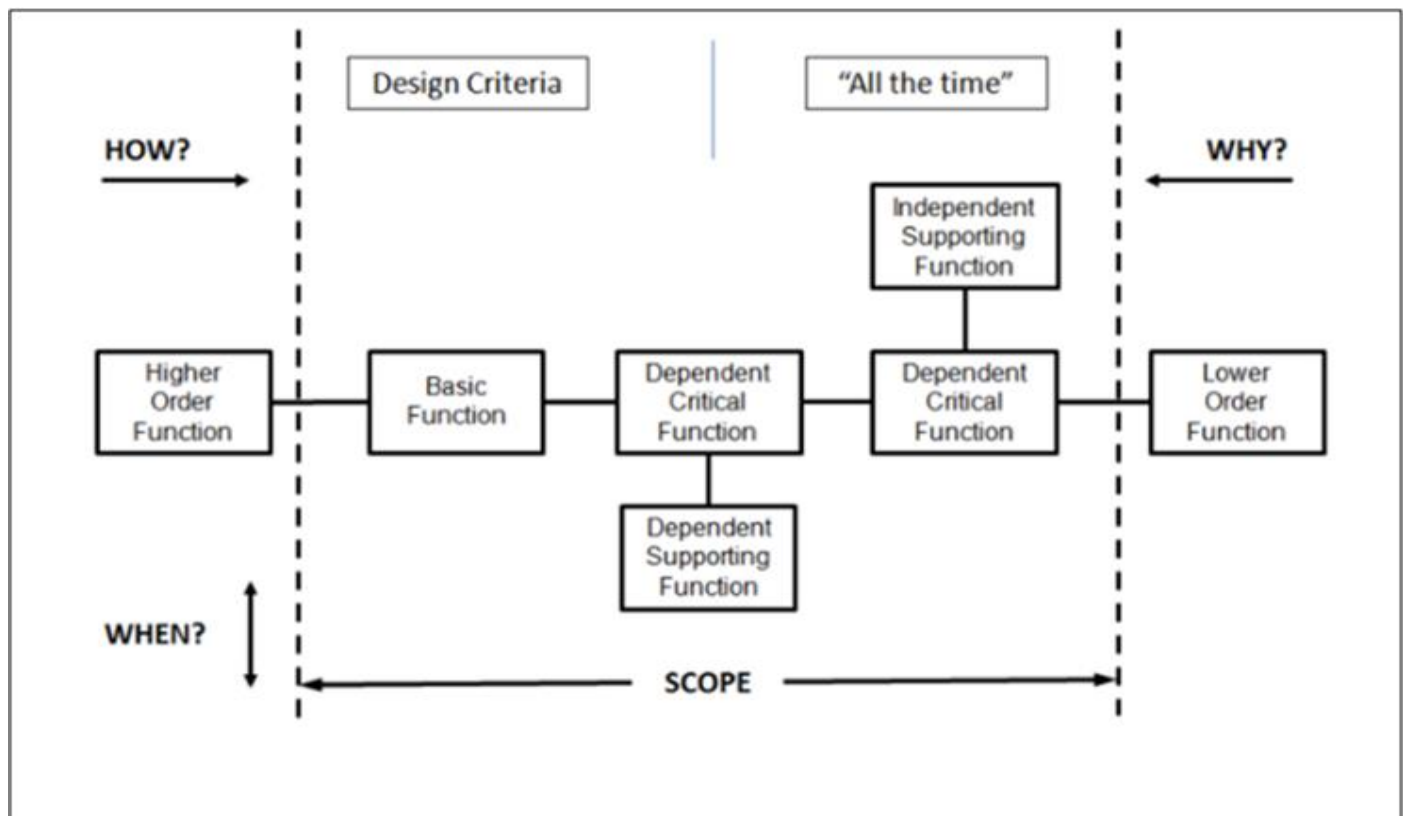 Design Criteria
“All the time”
HOW?
WHY?
Independent
Supporting
Function
Higher
Order
Function
Basic
Function
Dependent
Critical
Function
Dependent
Critical
Function
Lower
Order
Function
Dependent
Supporting
Function
WHEN?
SCOPE